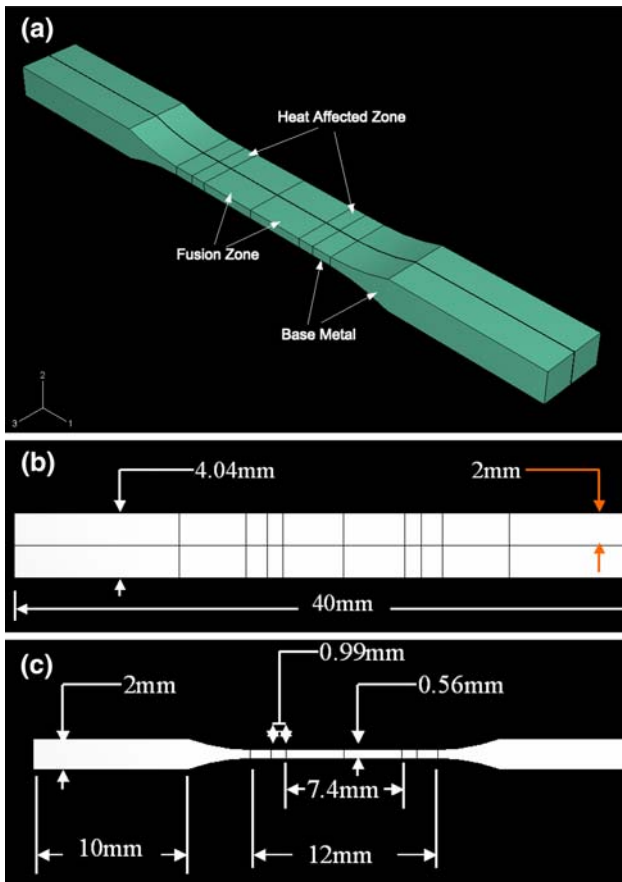 (a)
Heat Affected Zone
Fusion Zone
Base Metal
2
3
1
(b)
4.04mm
2mm
40mm
(c)
0.99mm
2mm
0.56mm
7.4mm
10mm
12mm